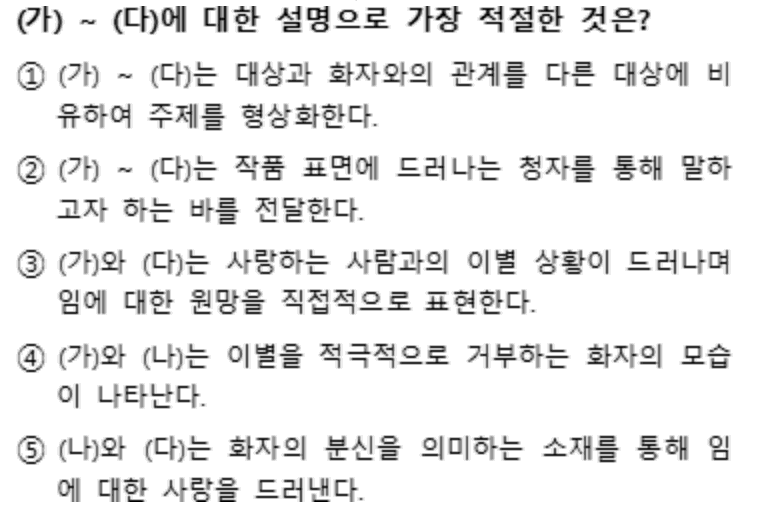 (가) ~ (다)에 대한 설명으로 가장 적절한 것은?
① (가) ~ (다)는 대상과 화자와의 관계를 다른 대상에 비
유하여 주제를 형상화한다.
② (가) ~ (다)는 작품 표면에 드러나는 청자를 통해 말하
고자 하는 바를 전달한다.
③ (가)와 (다)는 사랑하는 사람과의 이별 상황이 드러나며
임에 대한 원망을 직접적으로 표현한다.
④ (가)와 (나)는 이별을 적극적으로 거부하는 화자의 모습
이 나타난다.
⑤ (나)와 (다)는 화자의 분신을 의미하는 소재를 통해 임
에 대한 사랑을 드러낸다.